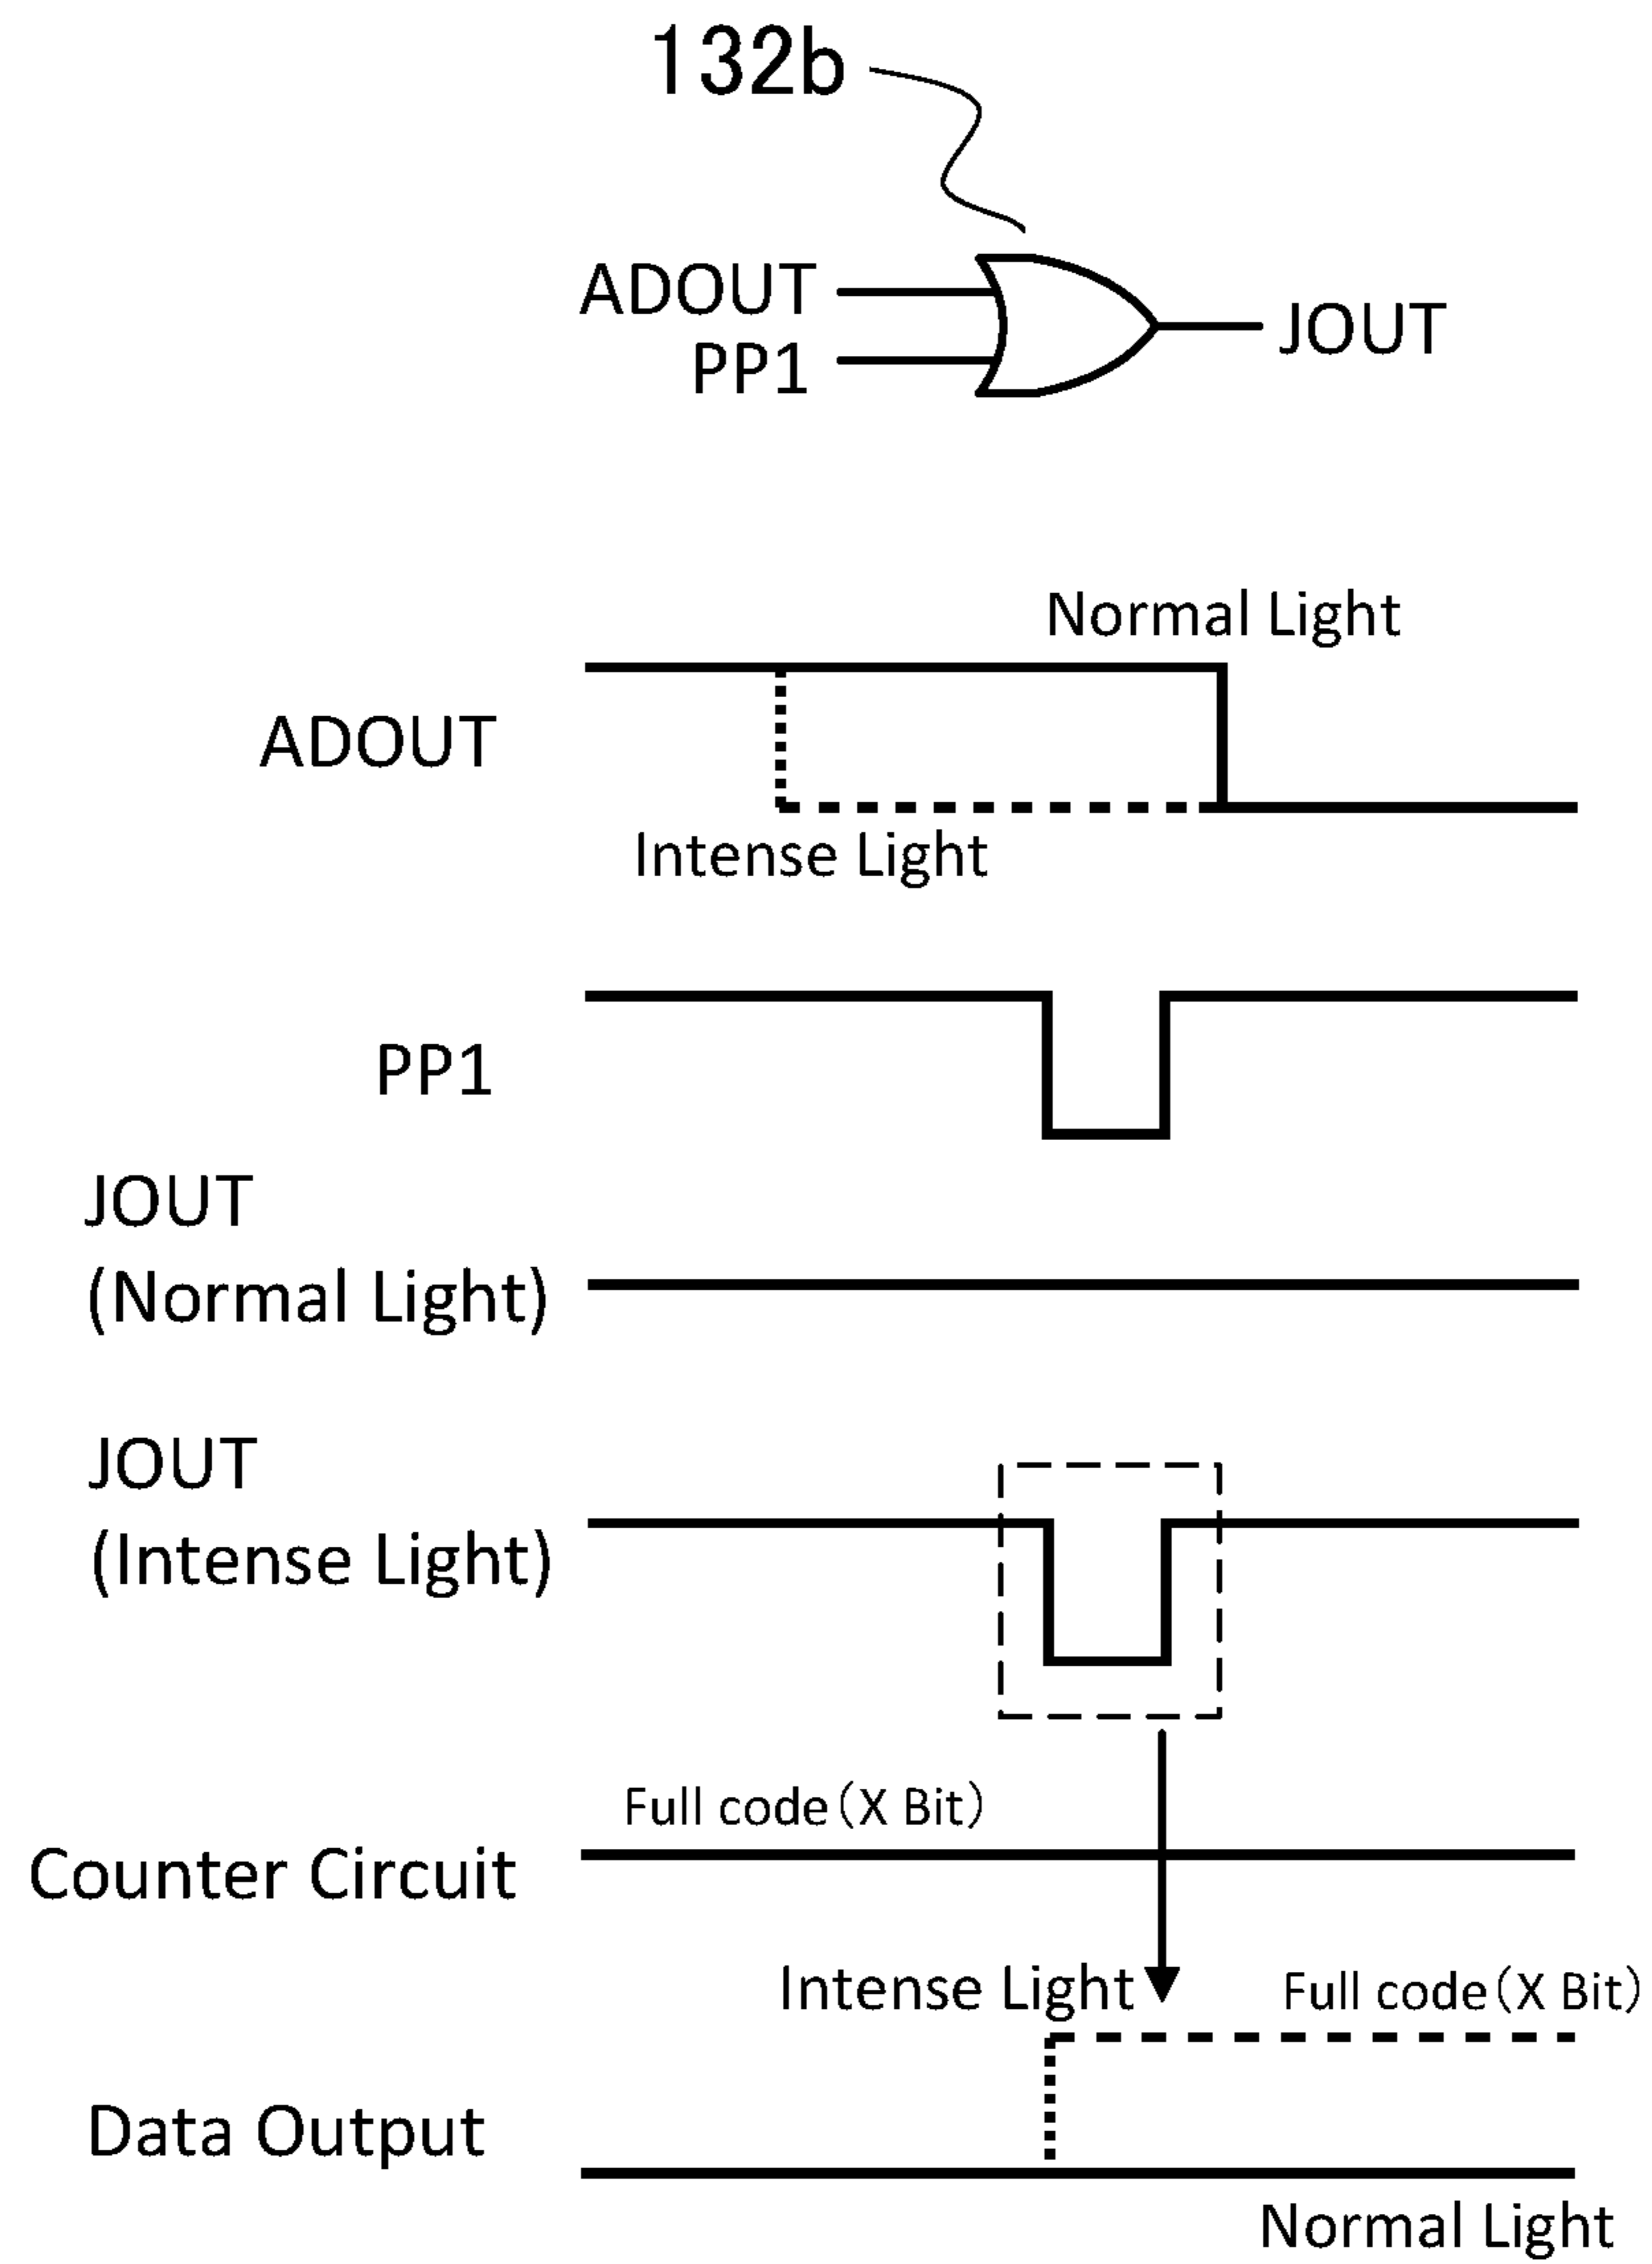 132b
ADOUT
PP1
JOUT
Normal Light
ADOUT
Intense Light
PP1
JOUT
(Normal Light)
JOUT
(Intense Light)
Full code(X Bit)
Counter Circuit
Intense Light
Full code(X Bit)
Data Output
Normal Light